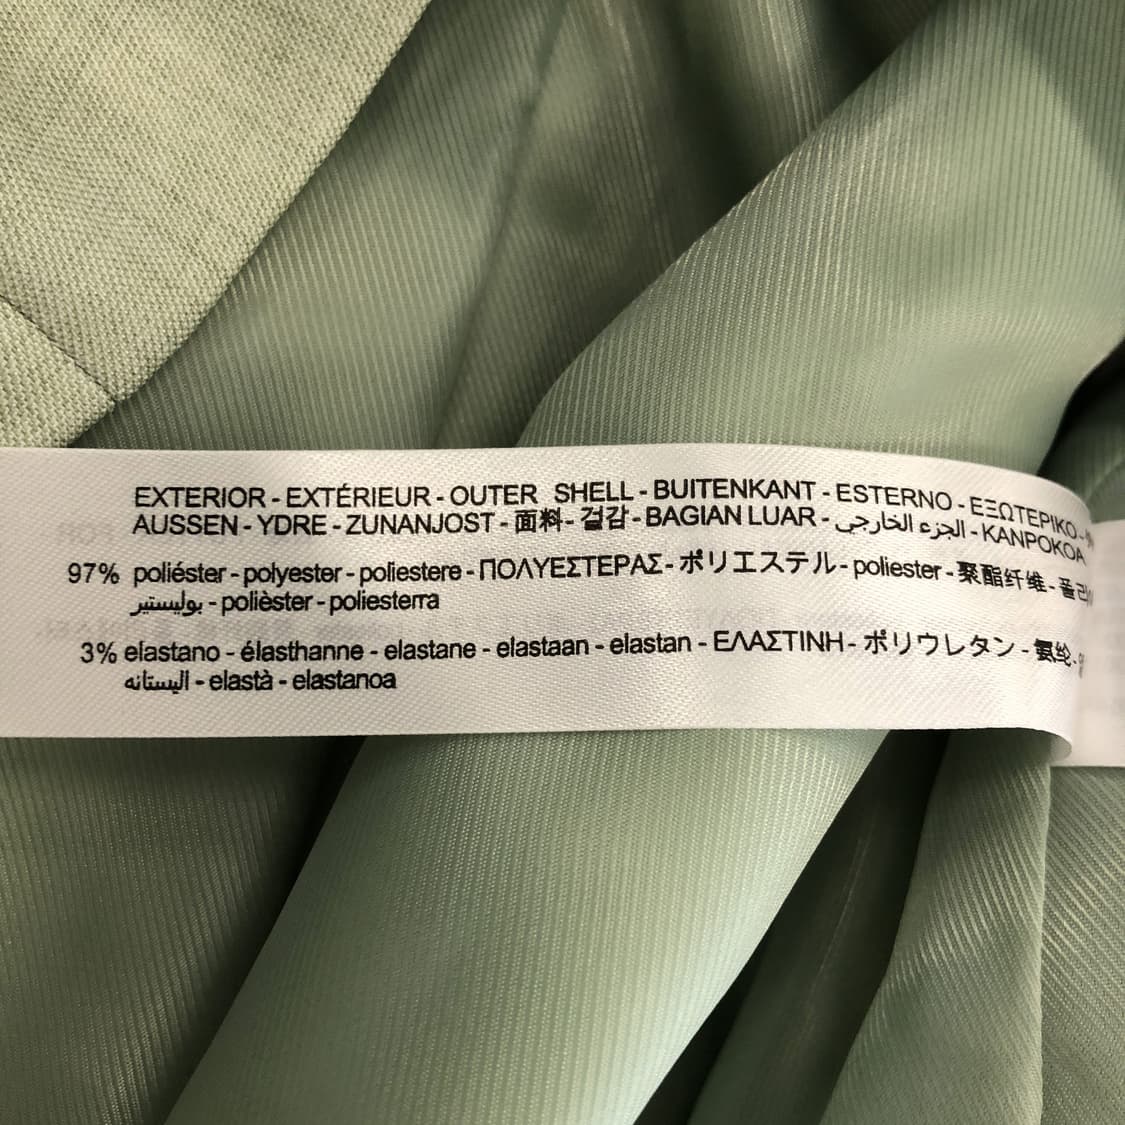 EXTERIOR - EXTÉRIEUR - OUTER SHELL - BUITENKANT - ESTERNO - ΕΞΩΤΕΡΙΚΟ -
AUSSEN - YDRE - ZUNANJOST - 面料 - 겉감 - BAGIAN LUAR - الجزء الخارجي - KANPOKOA
97% poliéster - polyester - poliestere - ΠΟΛΥΕΣΤΕΡΑΣ - ポリエステル - poliester - 聚酯纤维 -
بوليستير - polièster - poliesterra
3% elastano - élasthanne - elastane - elastaan - elastan - ΕΛΑΣΤΙΝΗ - ポリウレタン - 氨纶 -
اليستانه - elastà - elastanoa